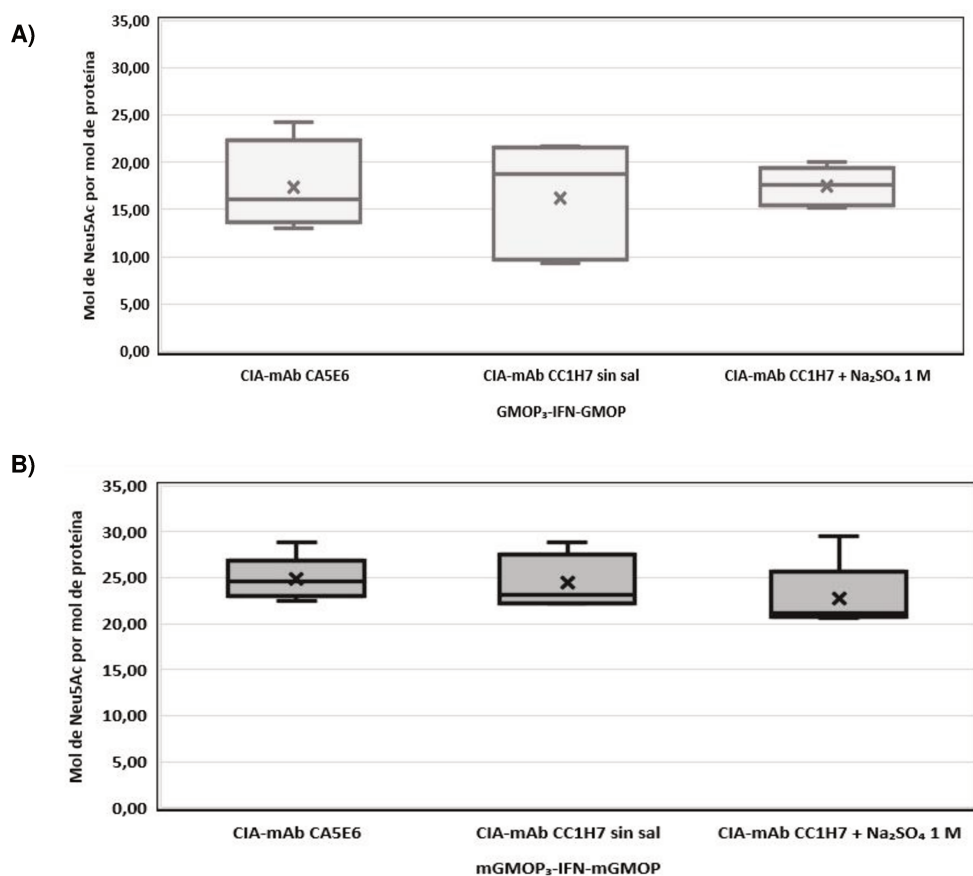 A)
Mol de Neu5Ac por mol de proteína
35,00
30,00
25,00
20,00
15,00
10,00
5,00
0,00
CIA-mAb CA5E6 CIA-mAb CC1H7 sin sal CIA-mAb CC1H7 + Na₂SO₄ 1 M
GMOP₃-IFN-GMOP
B)
Mol de Neu5Ac por mol de proteína
35,00
30,00
25,00
20,00
15,00
10,00
5,00
0,00
CIA-mAb CA5E6 CIA-mAb CC1H7 sin sal CIA-mAb CC1H7 + Na₂SO₄ 1 M
mGMOP₃-IFN-mGMOP